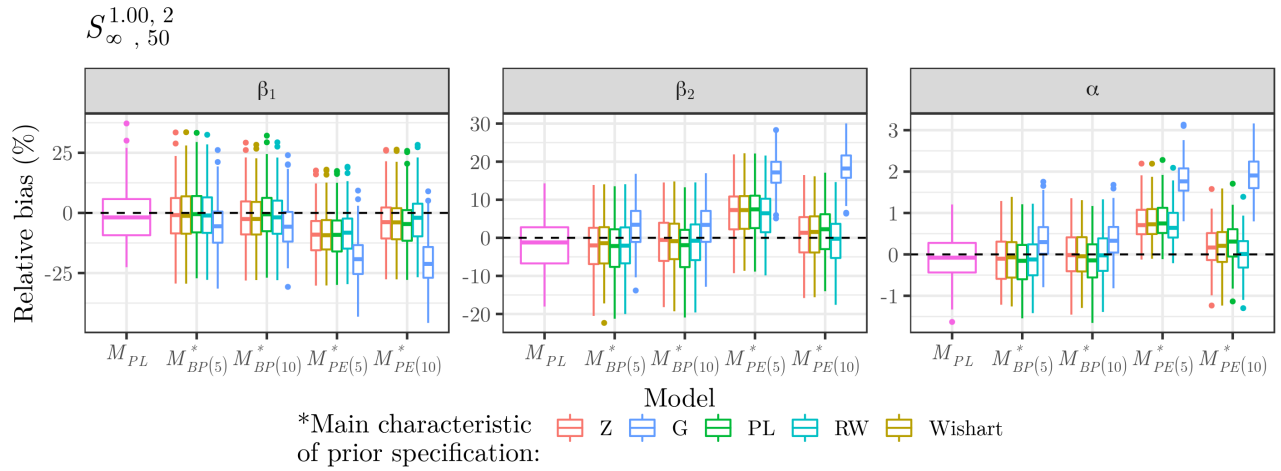 S∞^1.00, 2 , 50
β₁ β₂ α
Relative bias (%)
25
0
-25
30
20
10
0
-10
-20
3
2
1
0
-1
M_PL M*_BP(5) M*_BP(10) M*_PE(5) M*_PE(10) M_PL M*_BP(5) M*_BP(10) M*_PE(5) M*_PE(10) M_PL M*_BP(5) M*_BP(10) M*_PE(5) M*_PE(10)
Model
*Main characteristic
of prior specification:
Z G PL RW Wishart